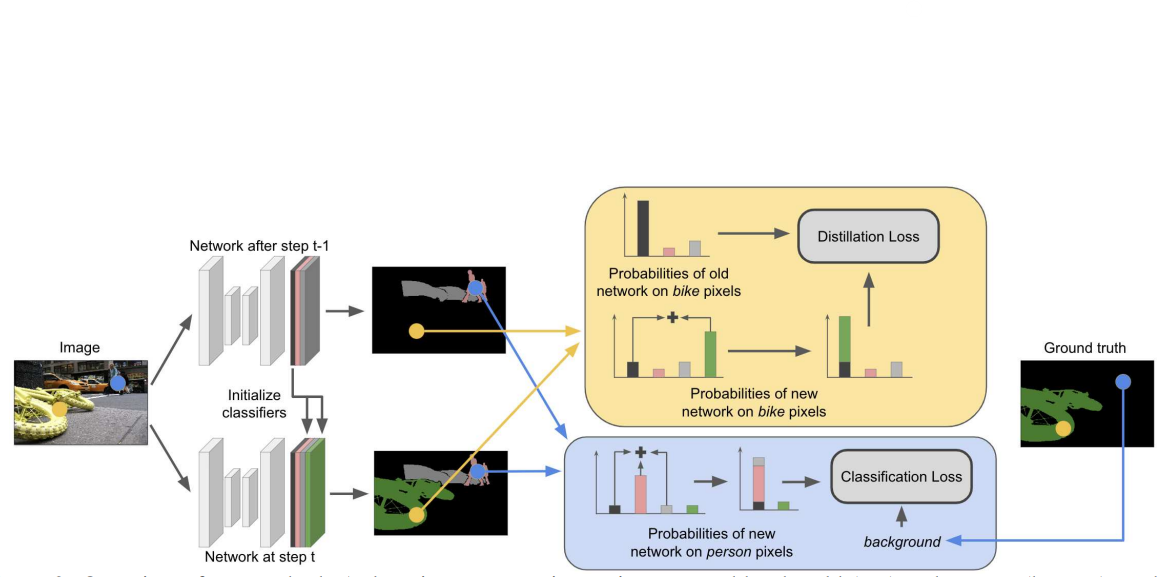 Network after step t-1
Image
Initialize
classifiers
Network at step t
Probabilities of old
network on bike pixels
Distillation Loss
Probabilities of new
network on bike pixels
Probabilities of new
network on person pixels
Classification Loss
background
Ground truth